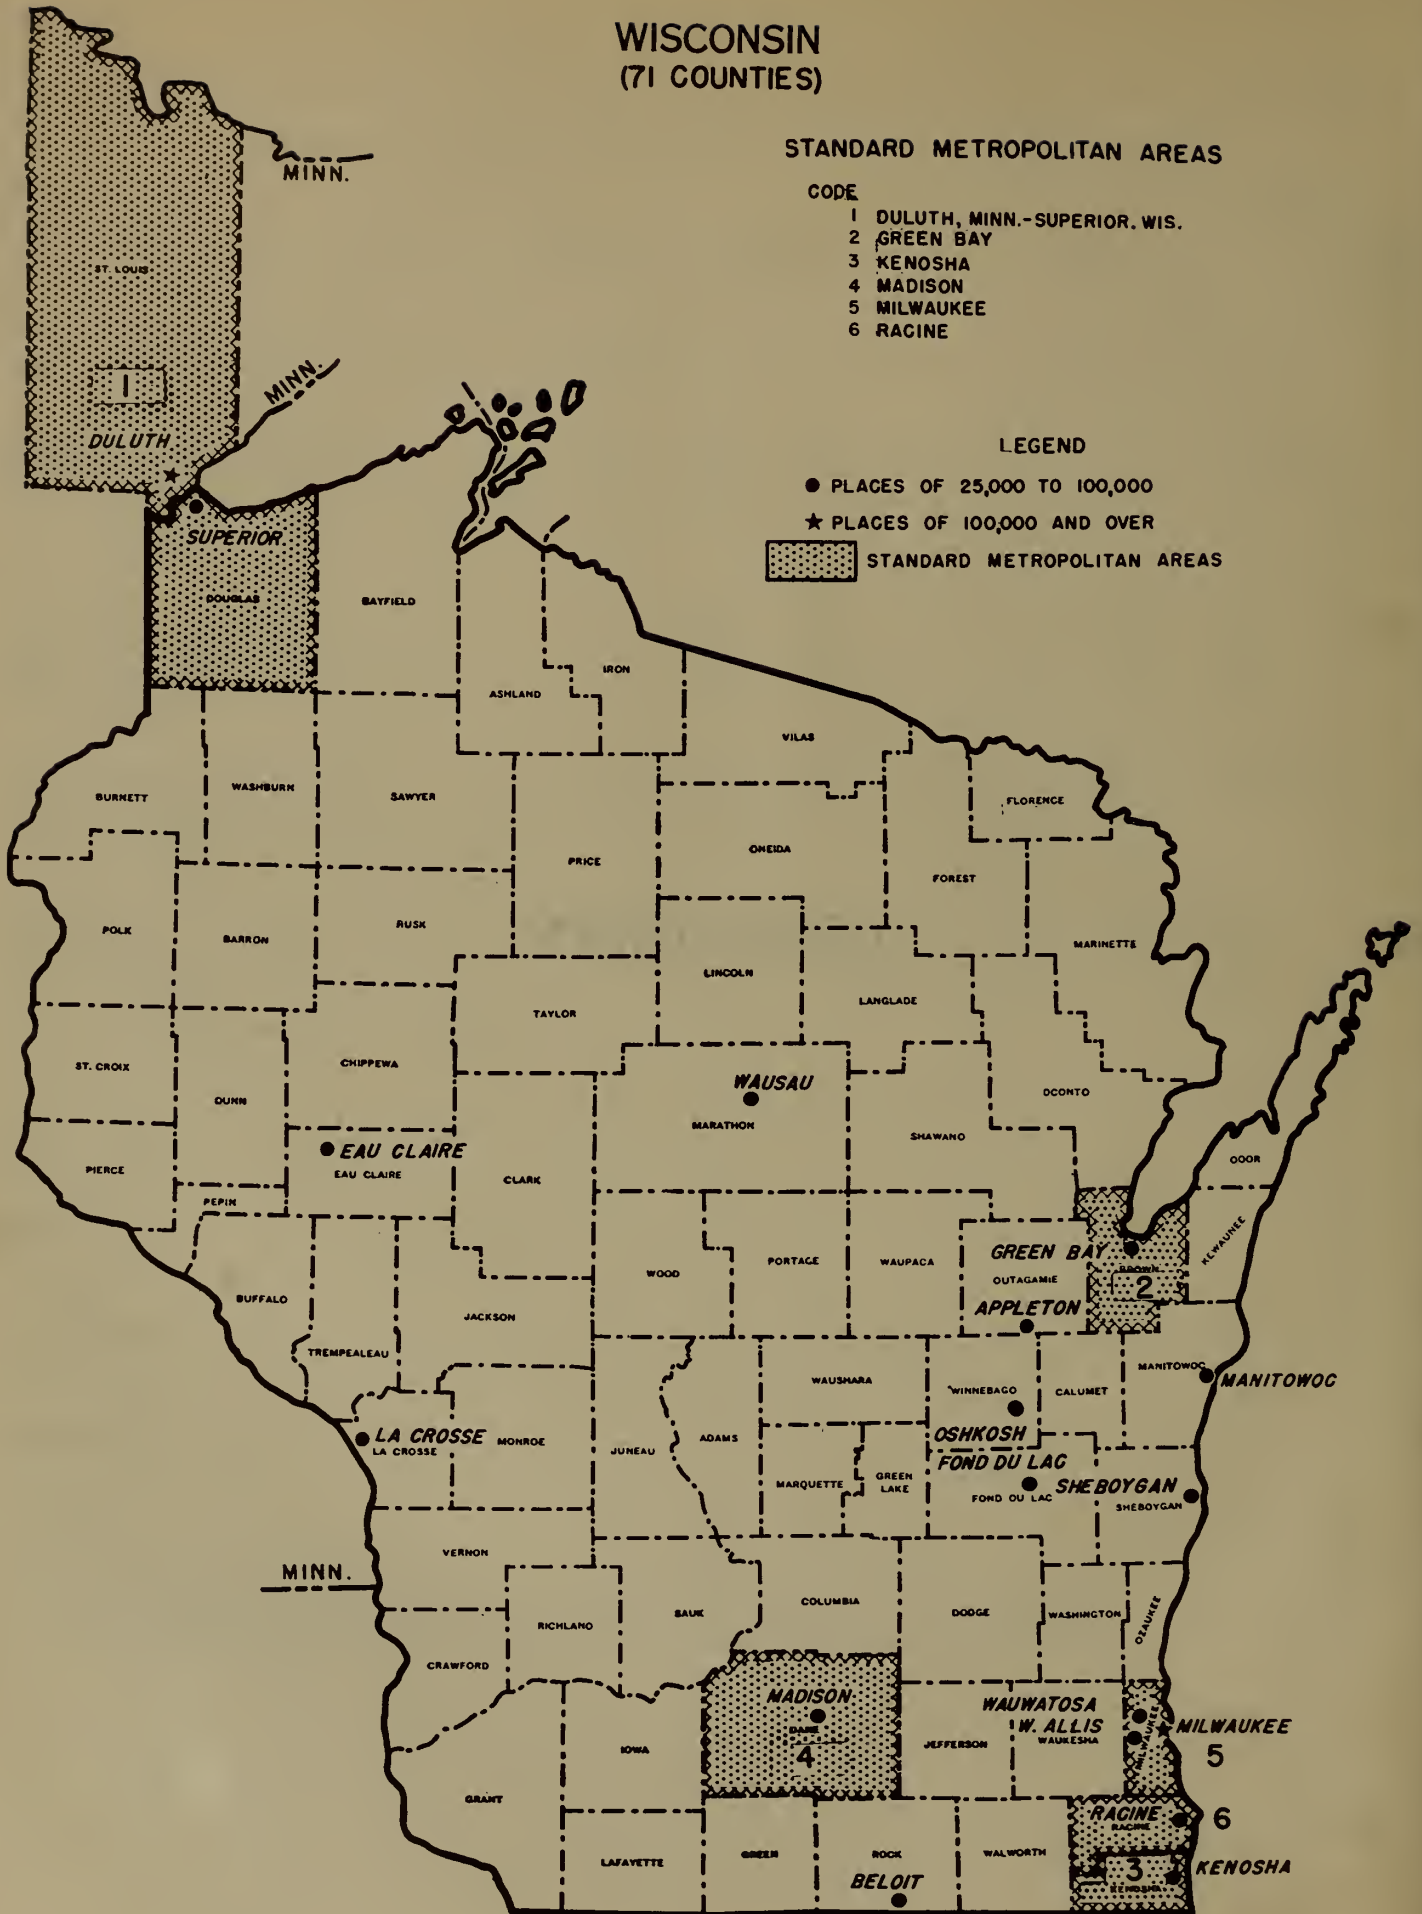 WISCONSIN
(71 COUNTIES)
STANDARD METROPOLITAN AREAS
CODE
1 DULUTH, MINN.-SUPERIOR. WIS.
2 GREEN BAY
3 KENOSHA
4 MADISON
5 MILWAUKEE
6 RACINE
MINN.
ST. LOUIS
1
DULUTH
MINN.
LEGEND
PLACES OF 25,000 TO 100,000
PLACES OF 100,000 AND OVER
STANDARD METROPOLITAN AREAS
SUPERIOR
DOUGLAS
BAYFIELD
ASHLAND
IRON
VILAS
BURNETT
WASHBURN
SAWYER
FLORENCE
PRICE
ONEIDA
FOREST
POLK
BARRON
RUSK
MARINETTE
LINCOLN
LANGLADE
TAYLOR
ST. CROIX
CHIPPEWA
DUNN
WAUSAU
MARATHON
OCONTO
SHAWANO
EAU CLAIRE
EAU CLAIRE
PIERCE
CLARK
DOOR
PEPIN
KEWAUNEE
GREEN BAY
BROWN
2
WOOD
PORTAGE
WAUPACA
OUTAGAMIE
APPLETON
BUFFALO
JACKSON
TREMPEALEAU
MANITOWOC
MANITOWOC
WAUSHARA
WINNEBAGO
CALUMET
OSHKOSH
LA CROSSE
LA CROSSE
MONROE
JUNEAU
ADAMS
MARQUETTE
GREEN
LAKE
FOND DU LAC
FOND DU LAC
SHEBOYGAN
SHEBOYGAN
VERNON
MINN.
RICHLAND
SAUK
COLUMBIA
DODGE
WASHINGTON
OZAUKEE
CRAWFORD
MADISON
DANE
4
IOWA
JEFFERSON
WAUWATOSA
W. ALLIS
WAUKESHA
MILWAUKEE
MILWAUKEE
5
GRANT
LAFAYETTE
GREEN
ROCK
BELOIT
WALWORTH
RACINE
RACINE
6
3
KENOSHA
KENOSHA